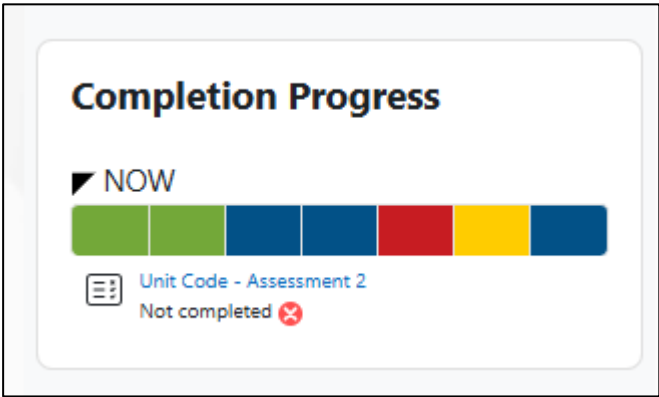 Completion Progress
NOW
Unit Code - Assessment 2
Not completed